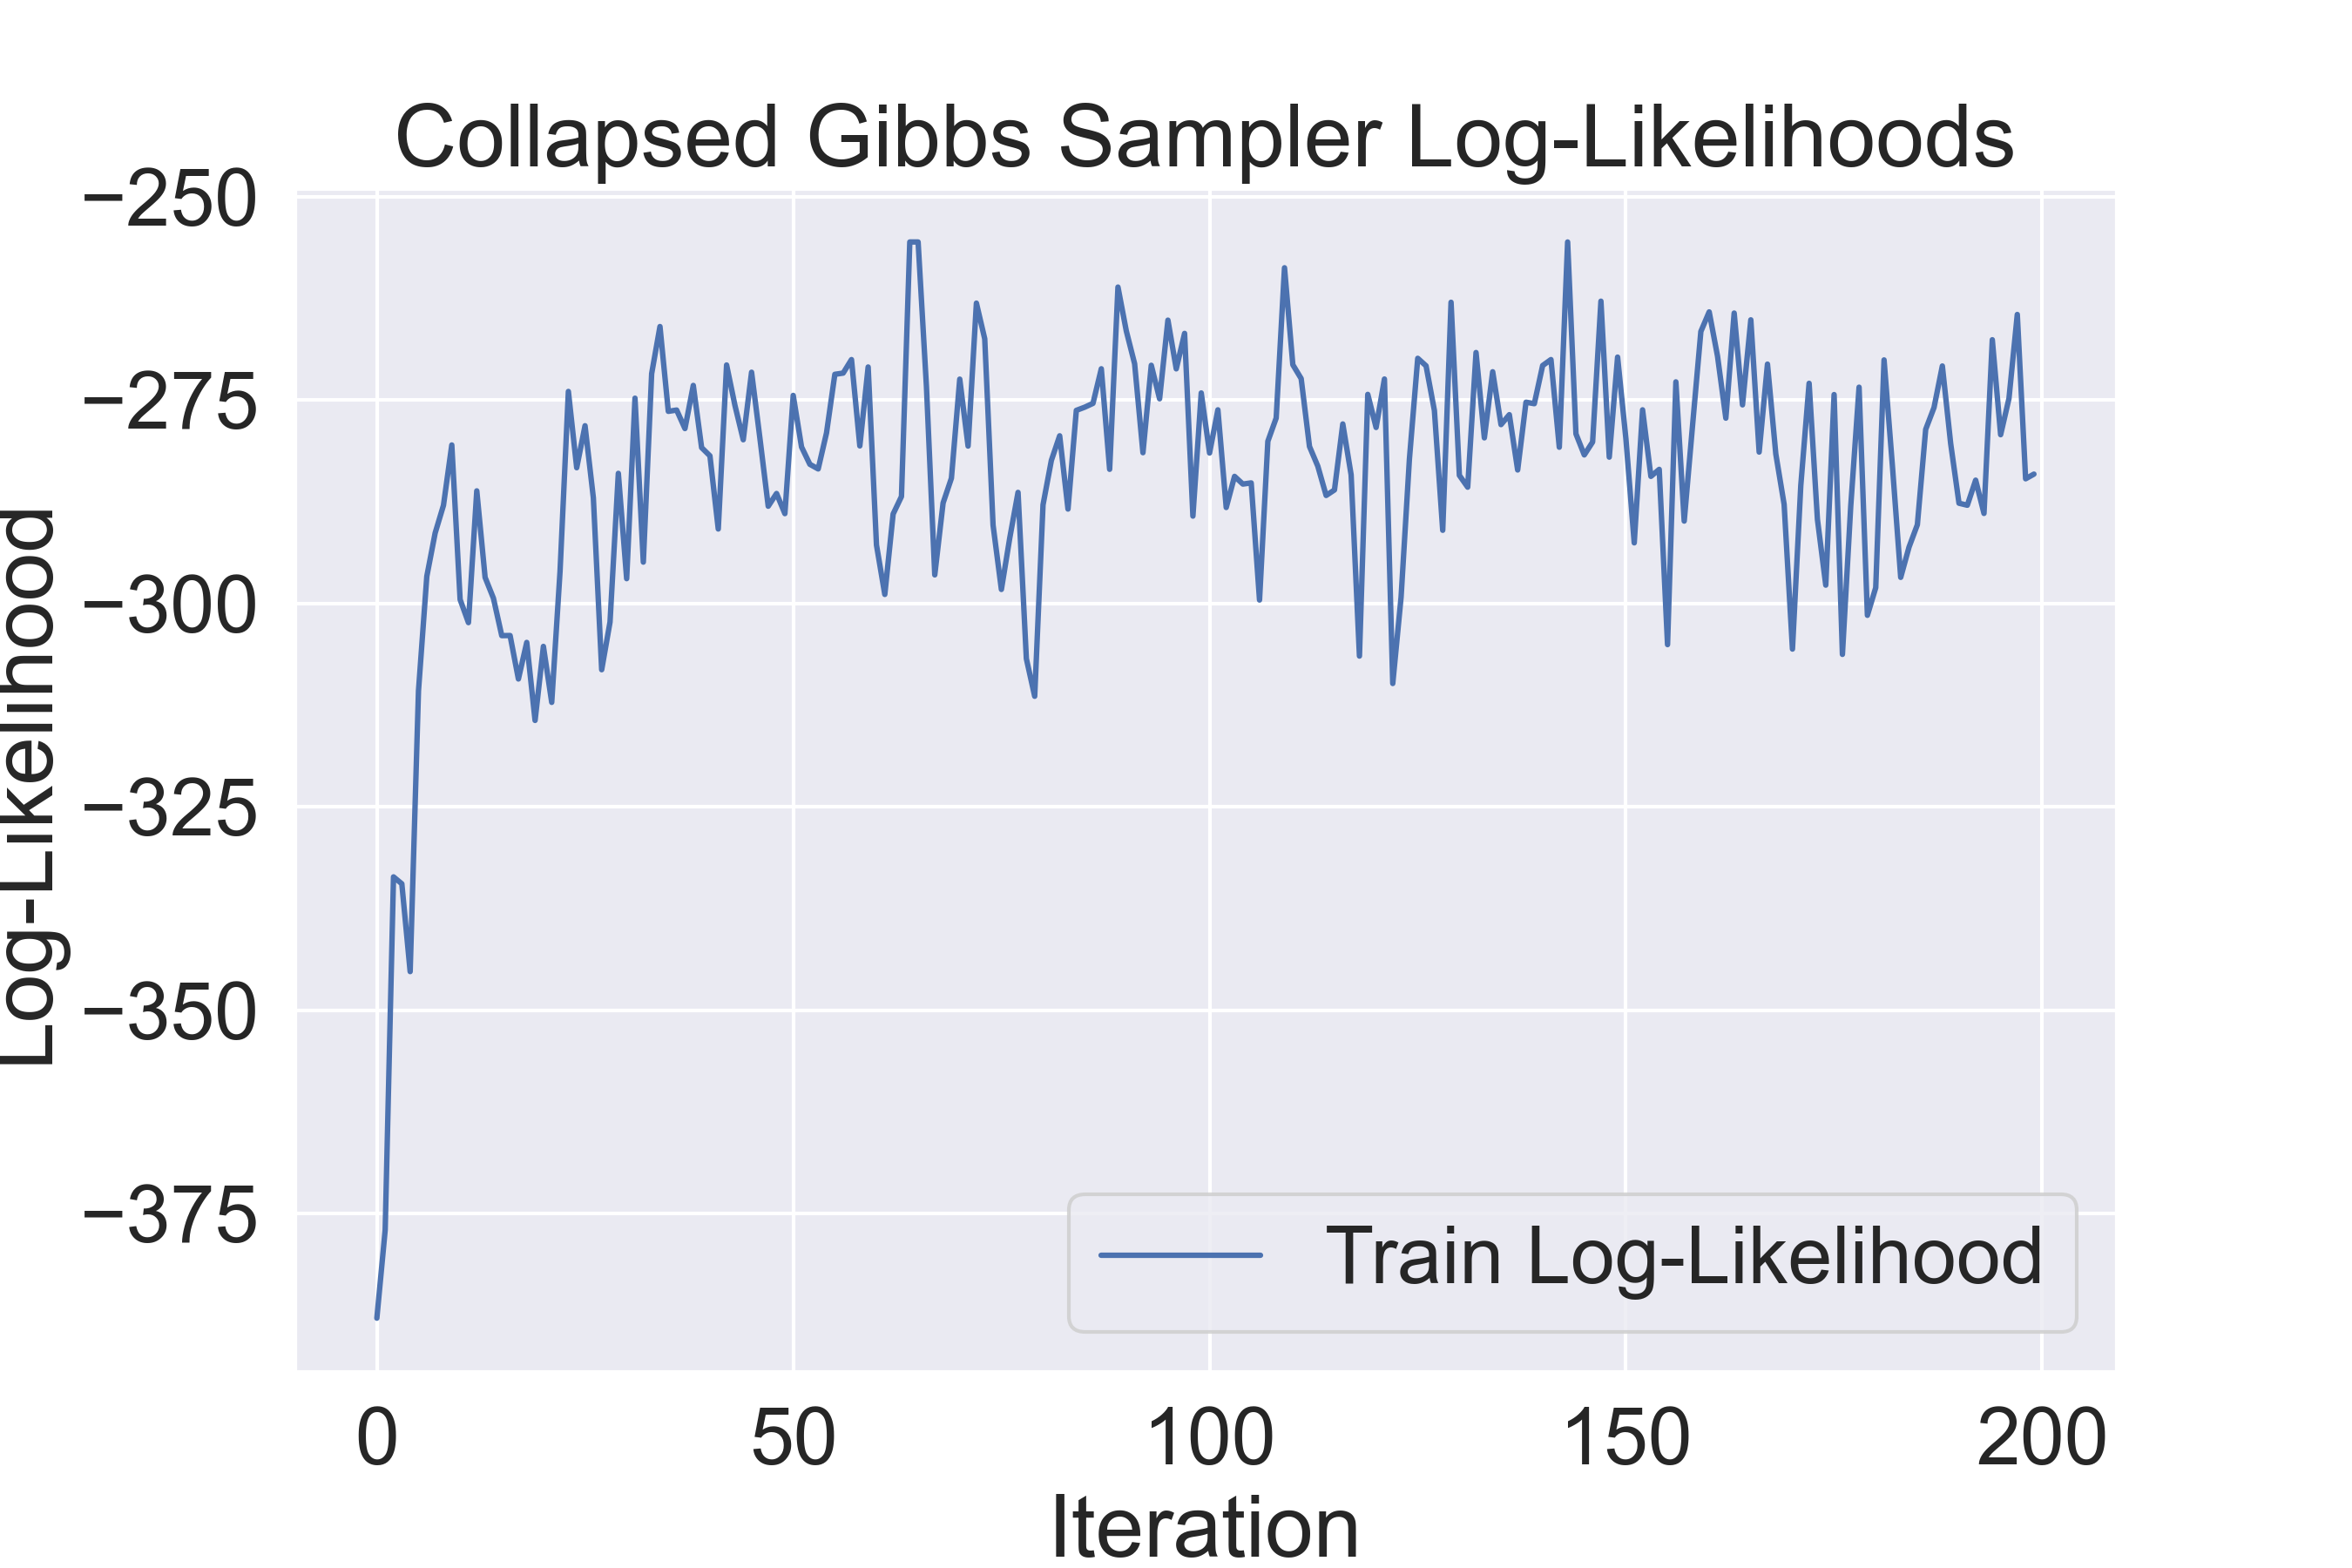 Collapsed Gibbs Sampler Log-Likelihoods
−250
−275
−300
−325
−350
−375
Log-Likelihood
Train Log-Likelihood
0 50 100 150 200
Iteration